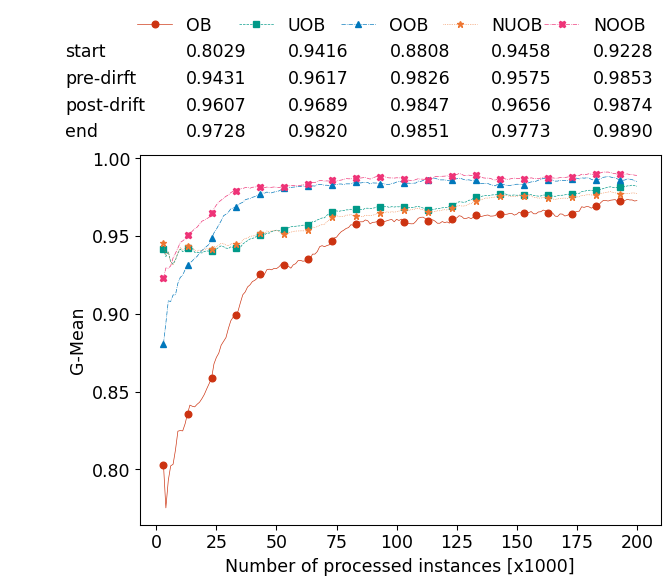 OB UOB OOB NUOB NOOB
start 0.8029 0.9416 0.8808 0.9458 0.9228
pre-dirft 0.9431 0.9617 0.9826 0.9575 0.9853
post-drift 0.9607 0.9689 0.9847 0.9656 0.9874
end 0.9728 0.9820 0.9851 0.9773 0.9890
1.00
0.95
0.90
0.85
0.80
G-Mean
0 25 50 75 100 125 150 175 200
Number of processed instances [x1000]